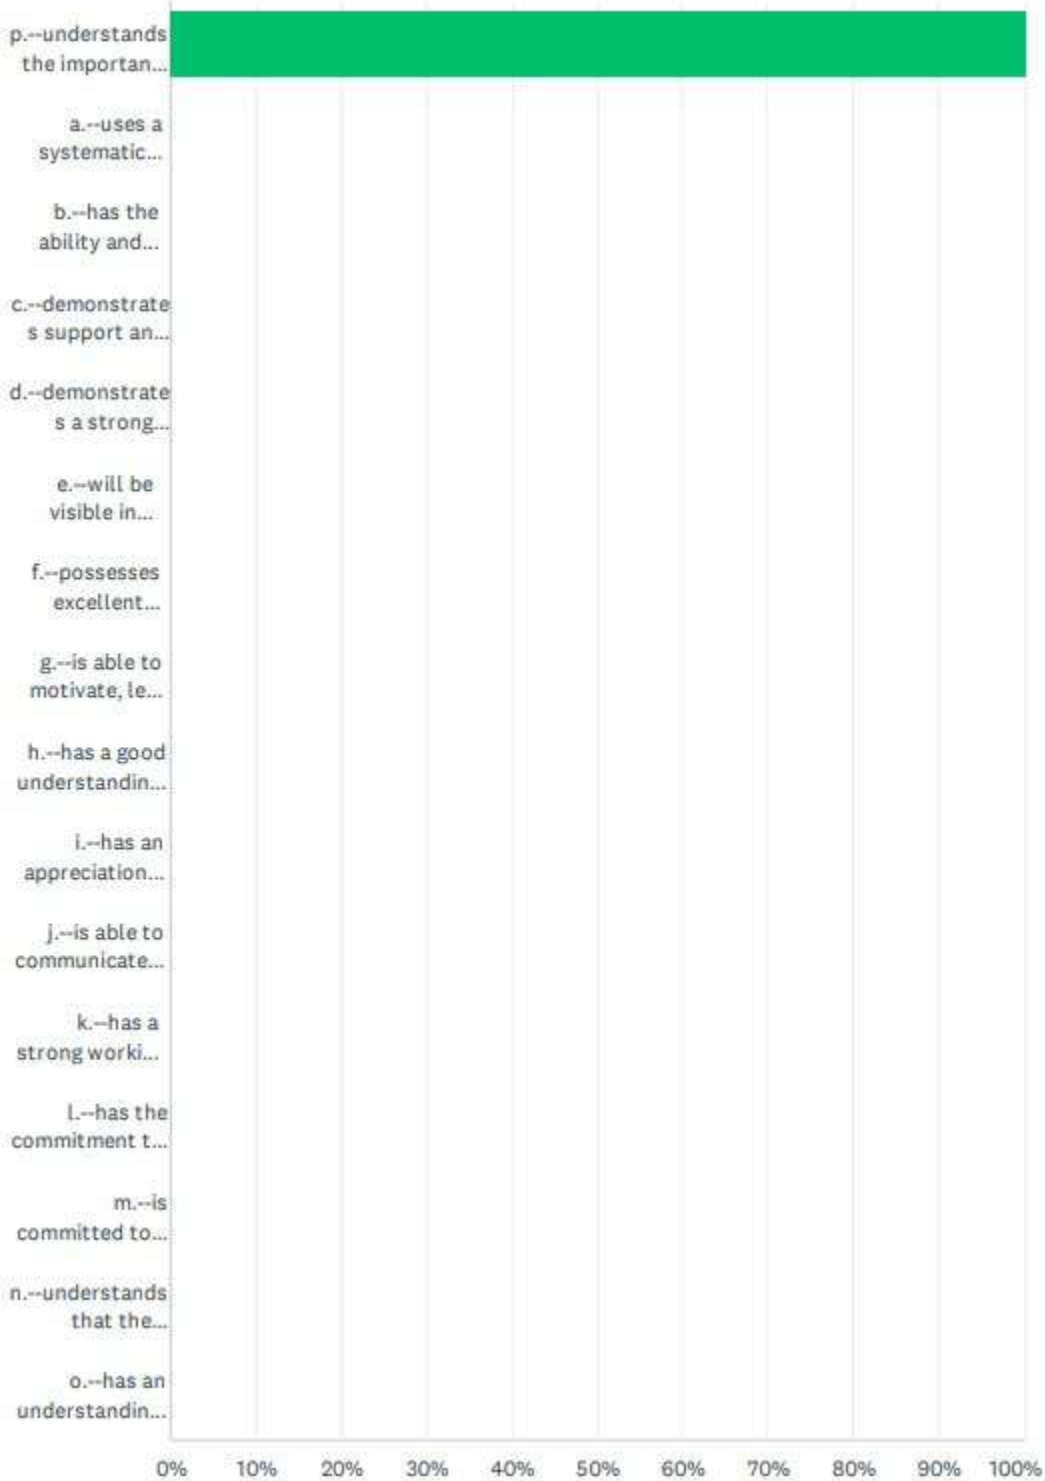 p.--understands
the importan...
a.--uses a
systematic...
b.--has the
ability and...
c.--demonstrate
s support an...
d.--demonstrate
s a strong...
e.--will be
visible in...
f.--possesses
excellent...
g.--is able to
motivate, le...
h.--has a good
understandin...
i.--has an
appreciation...
j.--is able to
communicate...
k.--has a
strong worki...
l.--has the
commitment t...
m.--is
committed to...
n.--understands
that the...
o.--has an
understandin...
0% 10% 20% 30% 40% 50% 60% 70% 80% 90% 100%